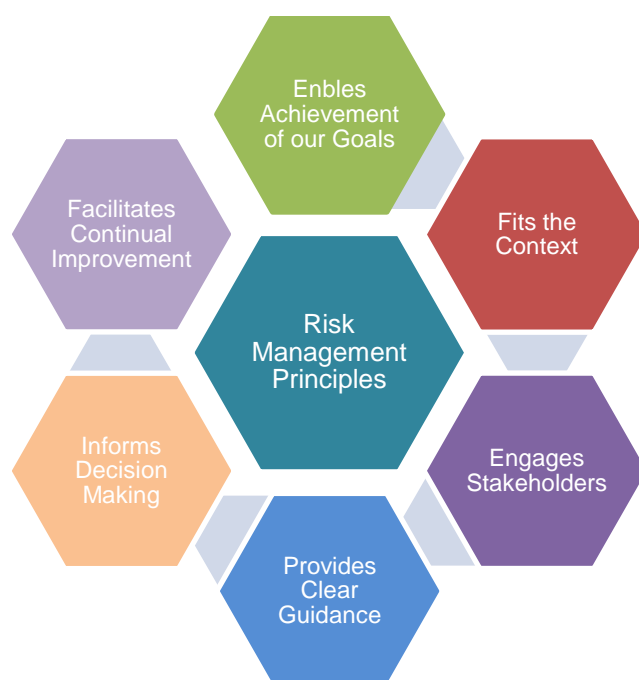 Enbles
Achievement
of our Goals
Fits the
Context
Engages
Stakeholders
Provides
Clear
Guidance
Informs
Decision
Making
Facilitates
Continual
Improvement
Risk
Management
Principles